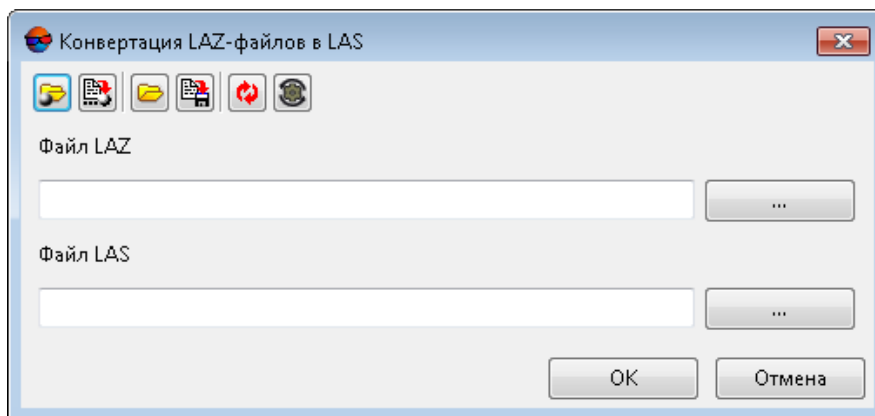 Конвертация LAZ-файлов в LAS
Файл LAZ
...
Файл LAS
...
OK
Отмена